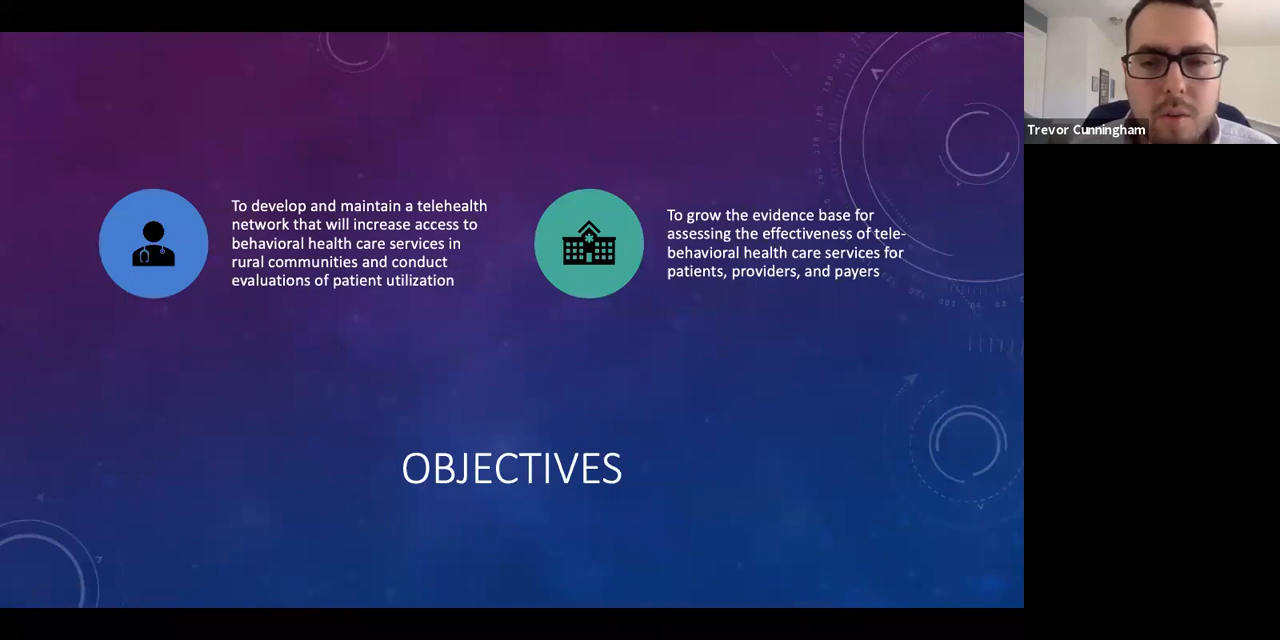 To develop and maintain a telehealth
network that will increase access to
behavioral health care services in
rural communities and conduct
evaluations of patient utilization
To grow the evidence base for
assessing the effectiveness of tele-
behavioral health care services for
patients, providers, and payers
OBJECTIVES
Trevor Cunningham